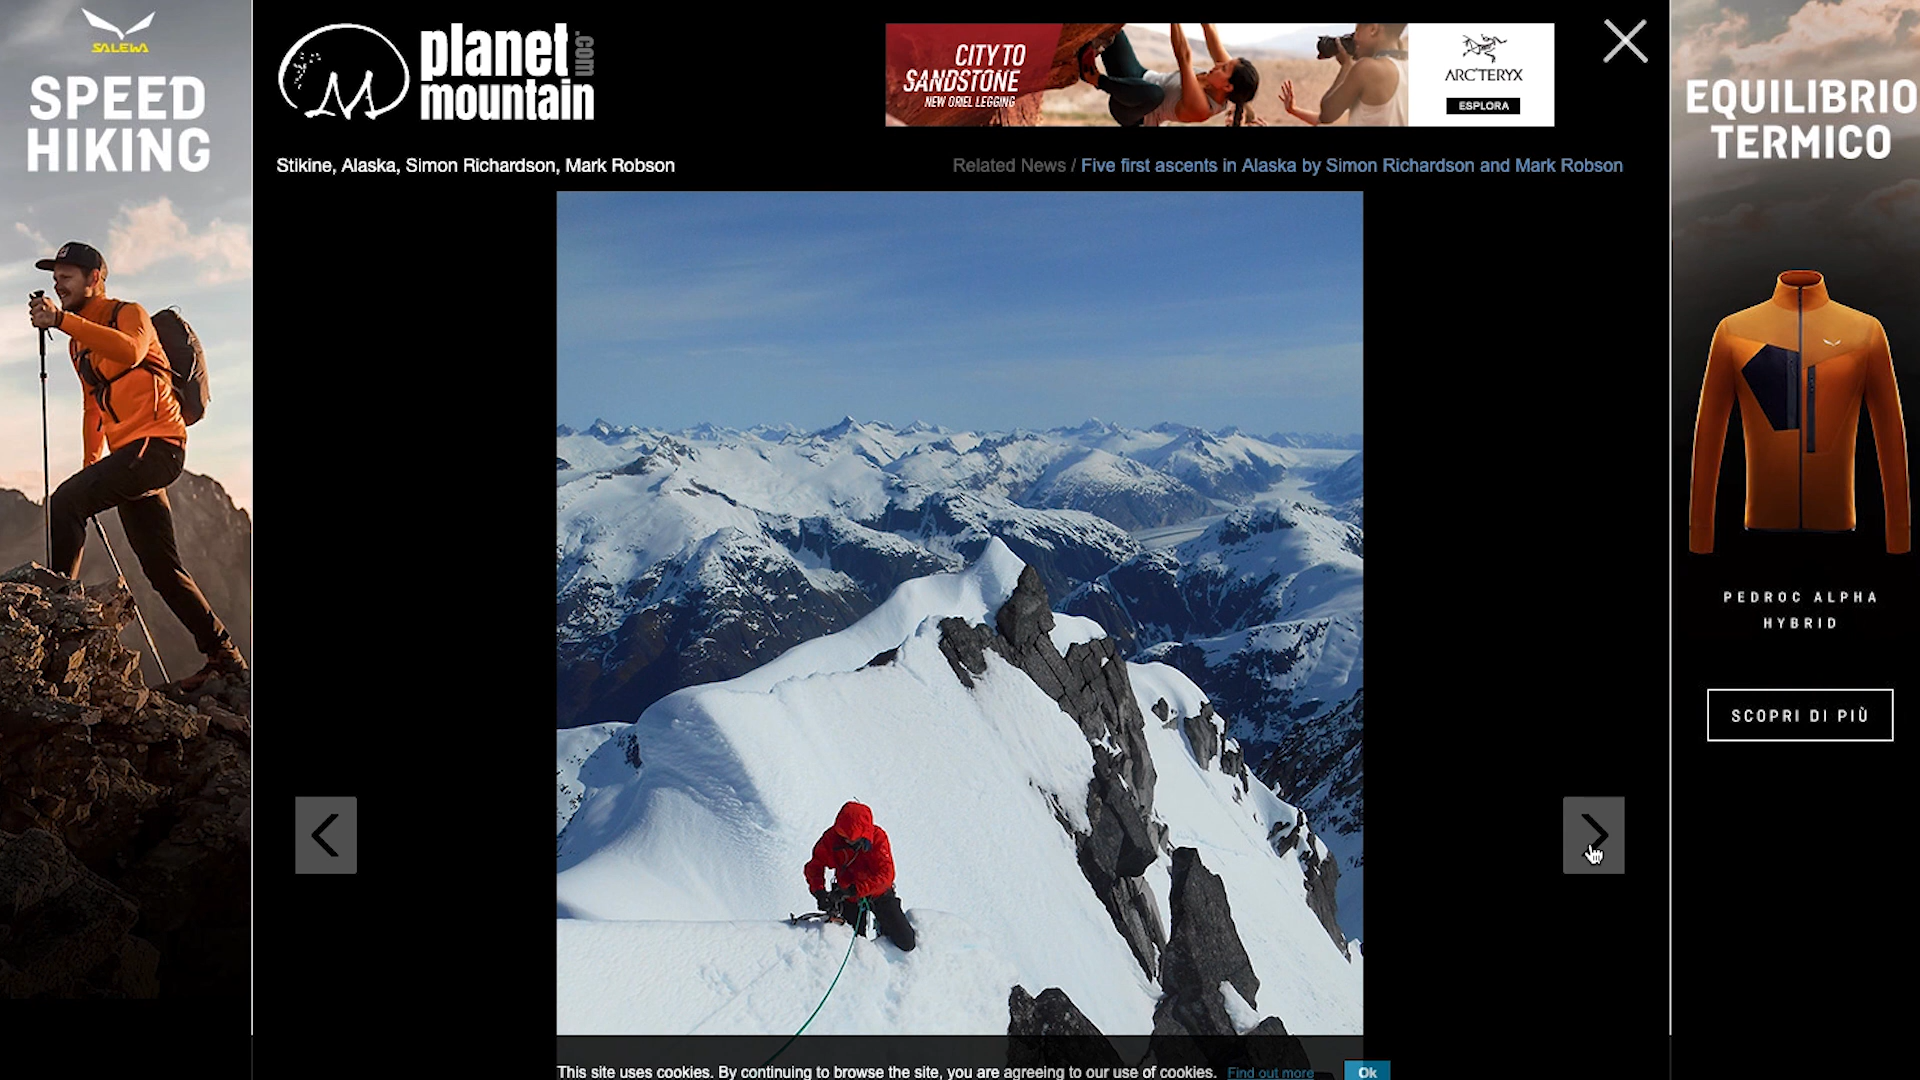 SALEWA
SPEED
HIKING
planet
mountain
.com
CITY TO
SANDSTONE
NEW ORIEL LEGGING
ARC'TERYX
ESPLORA
EQUILIBRIO
TERMICO
Stikine, Alaska, Simon Richardson, Mark Robson
Related News / Five first ascents in Alaska by Simon Richardson and Mark Robson
PEDROC ALPHA
HYBRID
SCOPRI DI PIÙ
This site uses cookies. By continuing to browse the site, you are agreeing to our use of cookies. Find out more
Ok